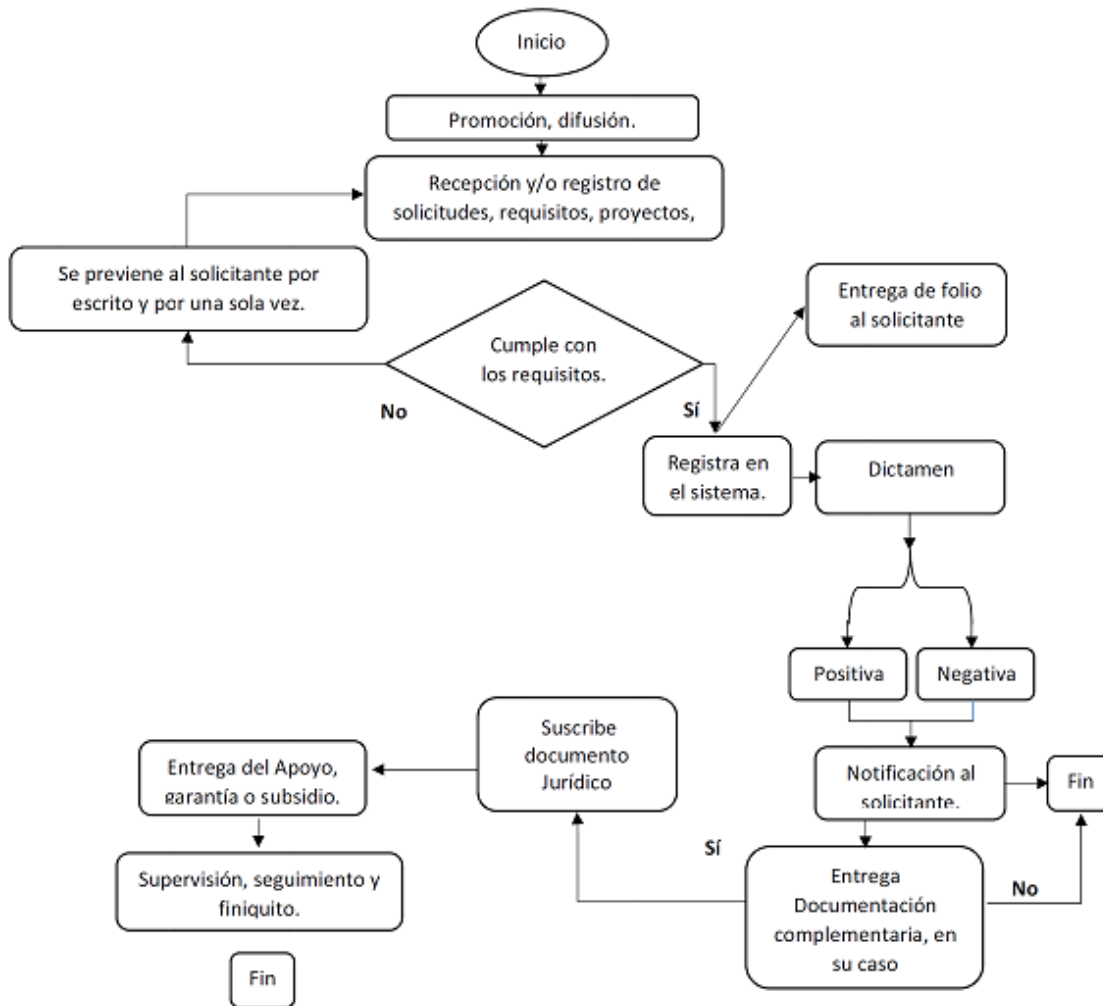 Inicio
Promoción, difusión.
Recepción y/o registro de
solicitudes, requisitos, proyectos,
Se previene al solicitante por
escrito y por una sola vez.
Entrega de folio
al solicitante
Cumple con
los requisitos.
No
Sí
Registra en
el sistema.
Dictamen
Positiva
Negativa
Suscribe
documento
Jurídico
Entrega del Apoyo,
garantía o subsidio.
Notificación al
solicitante.
Fin
Supervisión, seguimiento y
finiquito.
Sí
Entrega
Documentación
complementaria, en
su caso
No
Fin